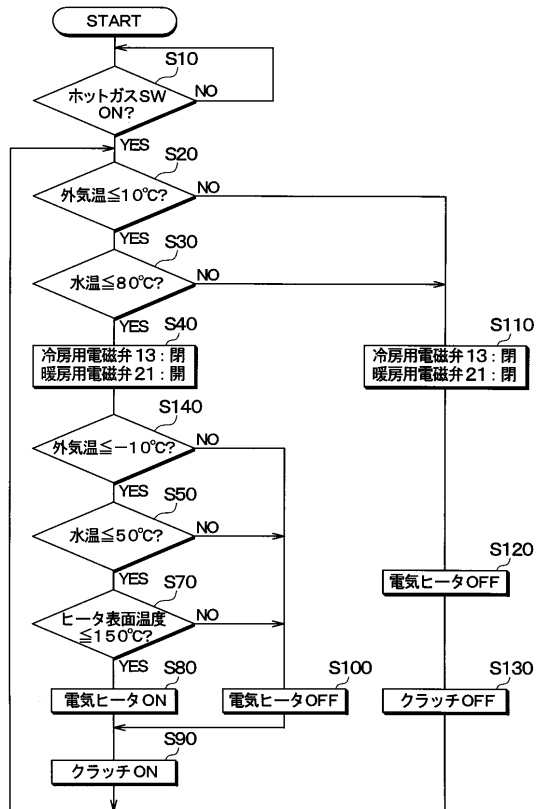 START
S10
ホットガスSW
ON?
NO
YES
S20
外気温≦10℃?
NO
YES
S30
水温≦80℃?
NO
YES
S40
冷房用電磁弁13:閉
暖房用電磁弁21:開
S110
冷房用電磁弁13:閉
暖房用電磁弁21:閉
S140
外気温≦−10℃?
NO
YES
S50
水温≦50℃?
NO
YES
S120
電気ヒータOFF
S70
ヒータ表面温度
≦150℃?
NO
YES
S80
電気ヒータON
S100
電気ヒータOFF
S130
クラッチOFF
S90
クラッチON